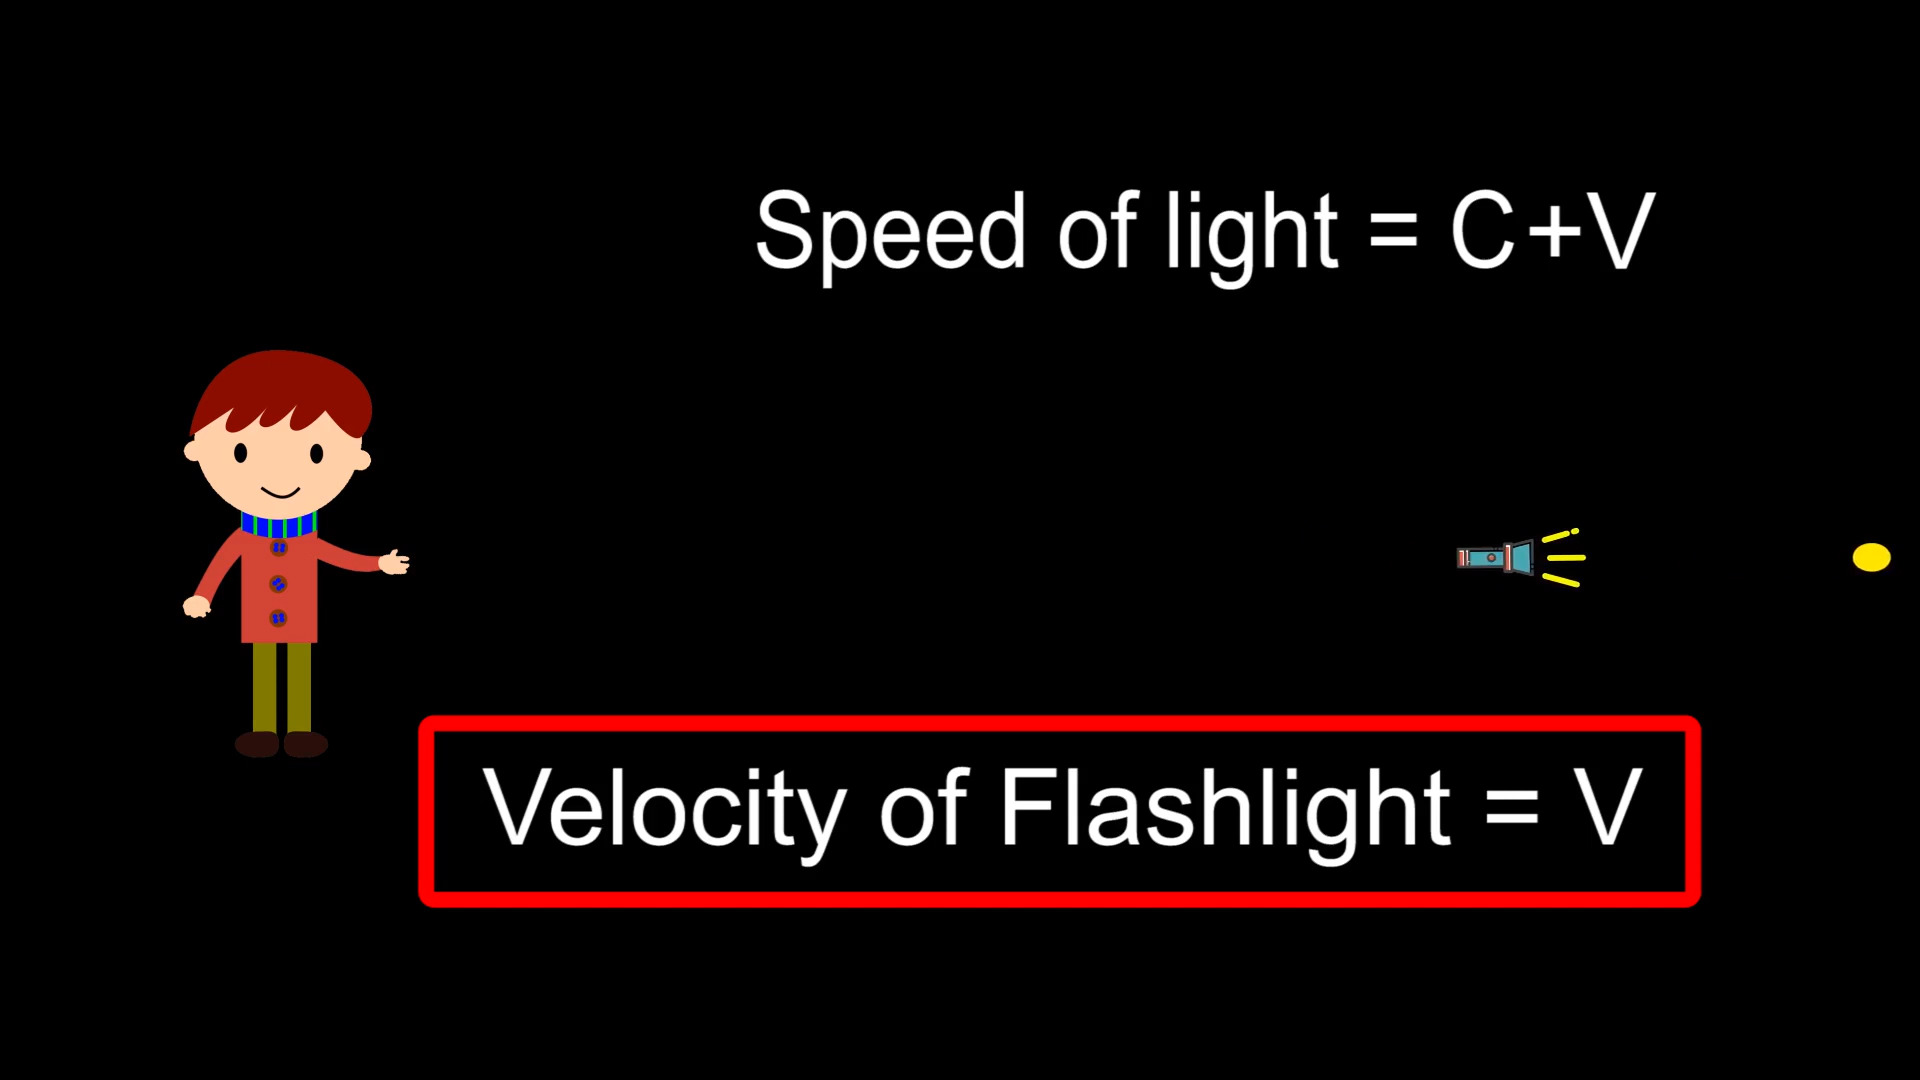 Speed of light = C+V
Velocity of Flashlight = V